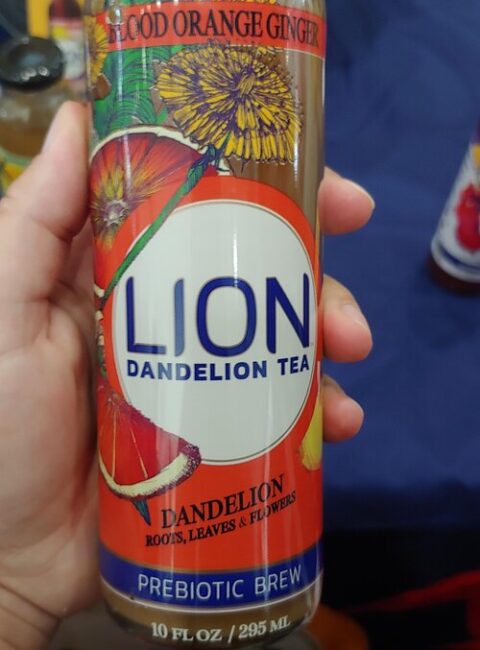 BLOOD ORANGE GINGER
LION
DANDELION TEA
DANDELION
ROOTS, LEAVES & FLOWERS
PREBIOTIC BREW
10 FL OZ / 295 ML